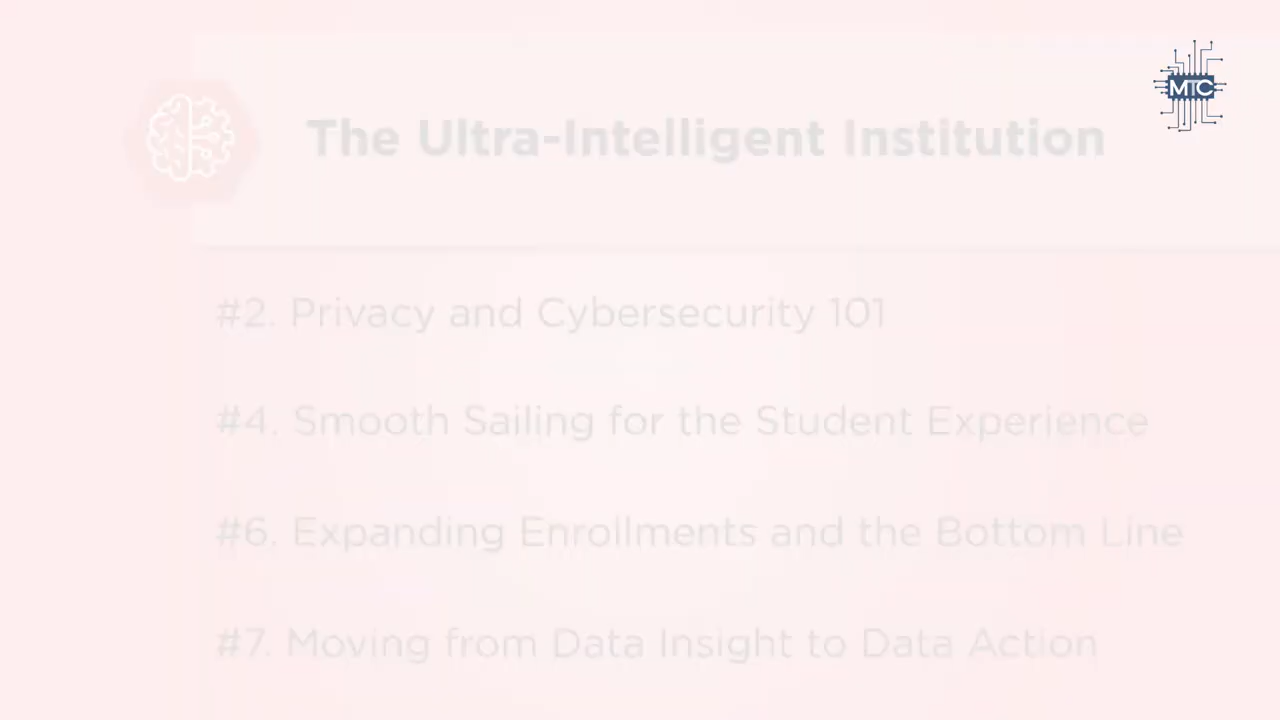 MTC
The Ultra-Intelligent Institution
#2. Privacy and Cybersecurity 101
#4. Smooth Sailing for the Student Experience
#6. Expanding Enrollments and the Bottom Line
#7. Moving from Data Insight to Data Action